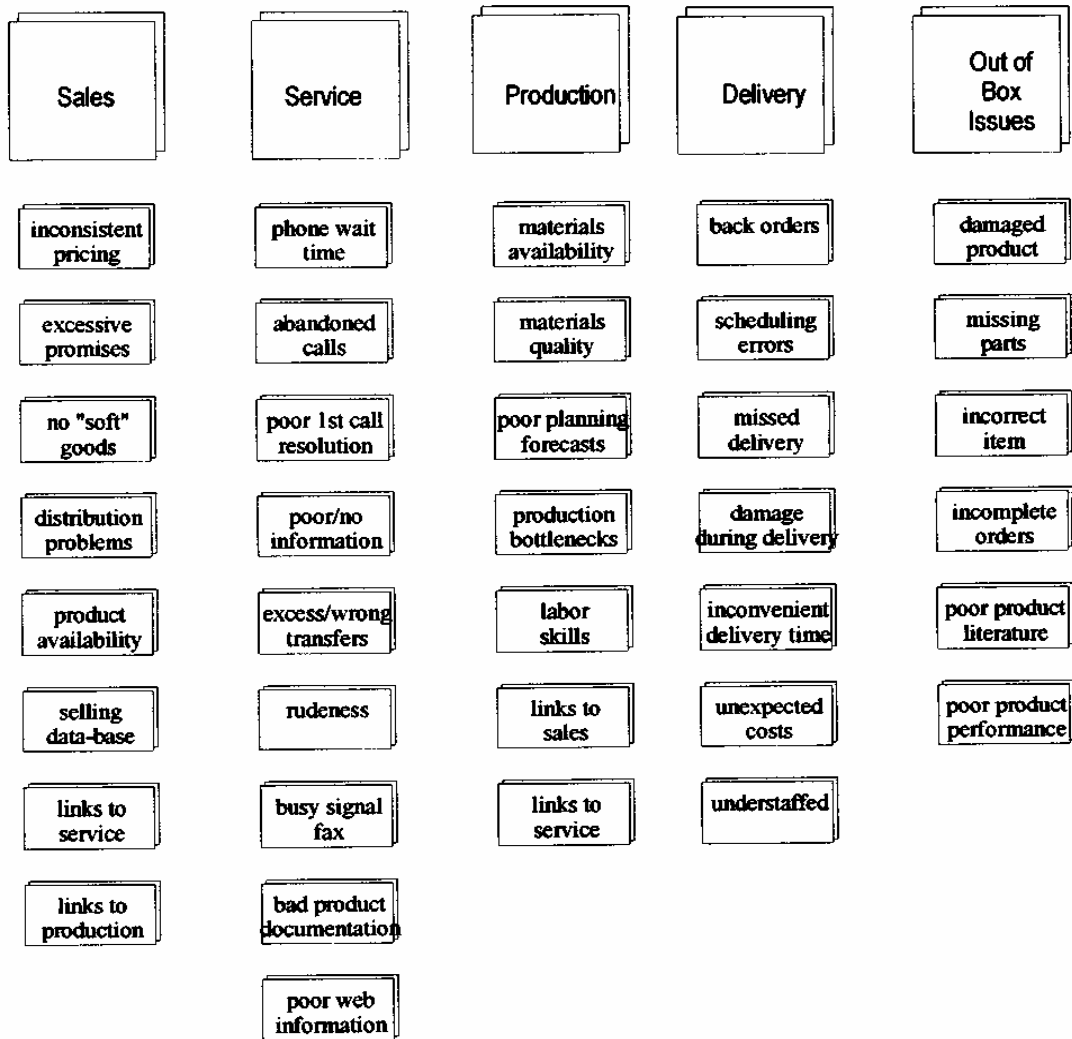 Sales
inconsistent
pricing
excessive
promises
no "soft"
goods
distribution
problems
product
availability
selling
data-base
links to
service
links to
production
Service
phone wait
time
abandoned
calls
poor 1st call
resolution
poor/no
information
excess/wrong
transfers
rudeness
busy signal
fax
bad product
documentation
poor web
information
Production
materials
availability
materials
quality
poor planning
forecasts
production
bottlenecks
labor
skills
links to
sales
links to
service
Delivery
back orders
scheduling
errors
missed
delivery
damage
during delivery
inconvenient
delivery time
unexpected
costs
understaffed
Out of
Box
Issues
damaged
product
missing
parts
incorrect
item
incomplete
orders
poor product
literature
poor product
performance